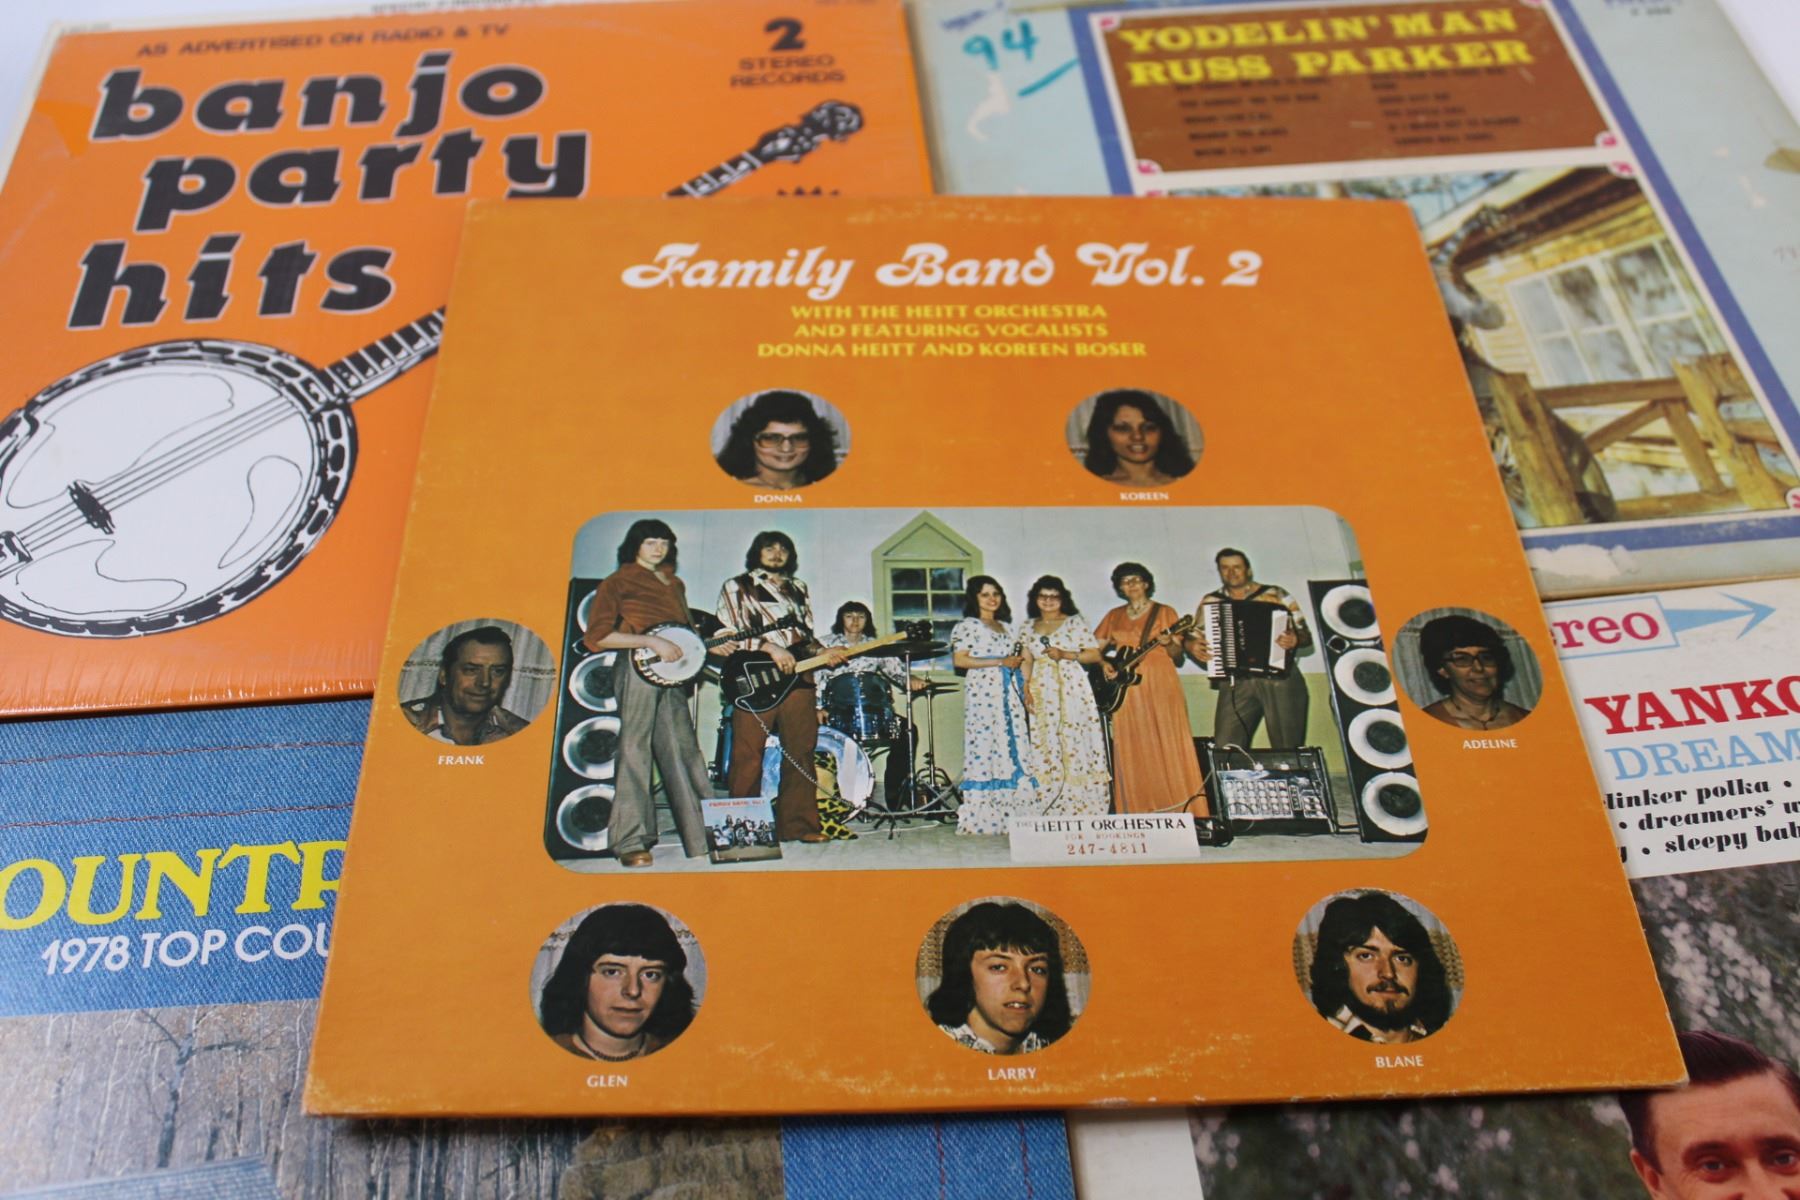 AS ADVERTISED ON RADIO & TV
2
STEREO
RECORDS
banjo
party
hits
94
YODELIN' MAN
RUSS PARKER
Family Band Vol. 2
WITH THE HEITT ORCHESTRA
AND FEATURING VOCALISTS
DONNA HEITT AND KOREEN BOSER
DONNA
KOREEN
FRANK
ADELINE
THE HEITT ORCHESTRA
FOR BOOKINGS
247-4811
GLEN
LARRY
BLANE
OUNTR
1978 TOP COU
ereo
YANKO
DREAM
linker polka •
• dreamers' w
y • sleepy bab